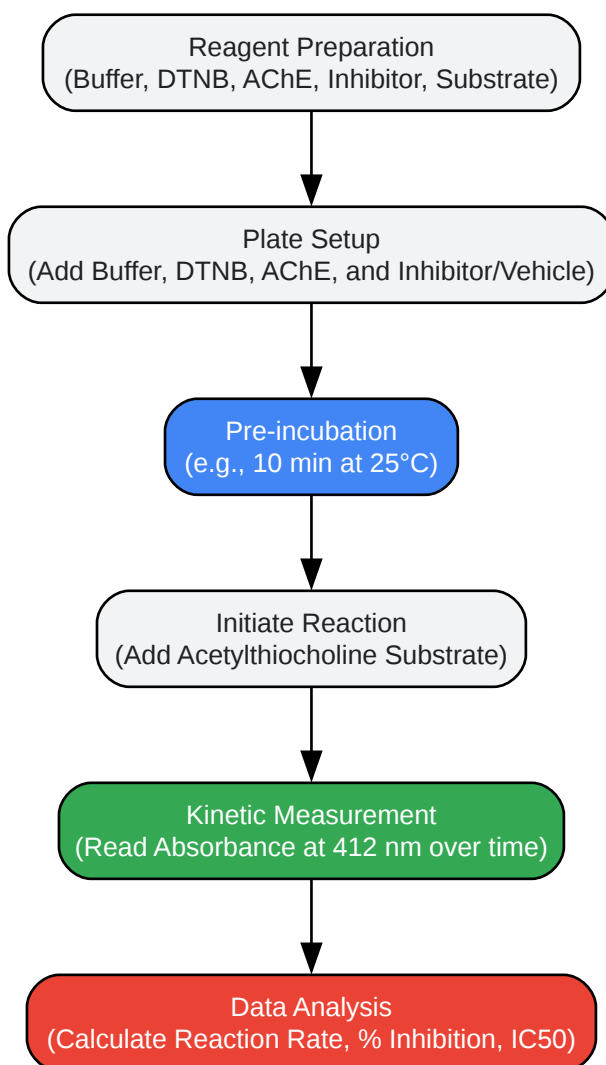 Reagent Preparation
(Buffer, DTNB, AChE, Inhibitor, Substrate)
Plate Setup
(Add Buffer, DTNB, AChE, and Inhibitor/Vehicle)
Pre-incubation
(e.g., 10 min at 25°C)
Initiate Reaction
(Add Acetylthiocholine Substrate)
Kinetic Measurement
(Read Absorbance at 412 nm over time)
Data Analysis
(Calculate Reaction Rate, % Inhibition, IC50)